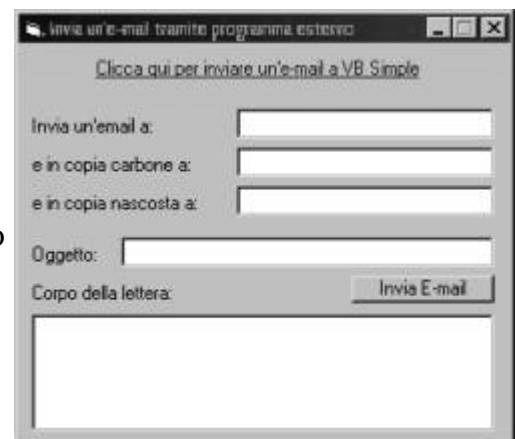 Invia un'e-mail tramite programma esterno
Clicca qui per inviare un'e-mail a VB Simple
Invia un'email a:
e in copia carbone a:
e in copia nascosta a:
o
Oggetto:
Corpo della lettera:
Invia E-mail